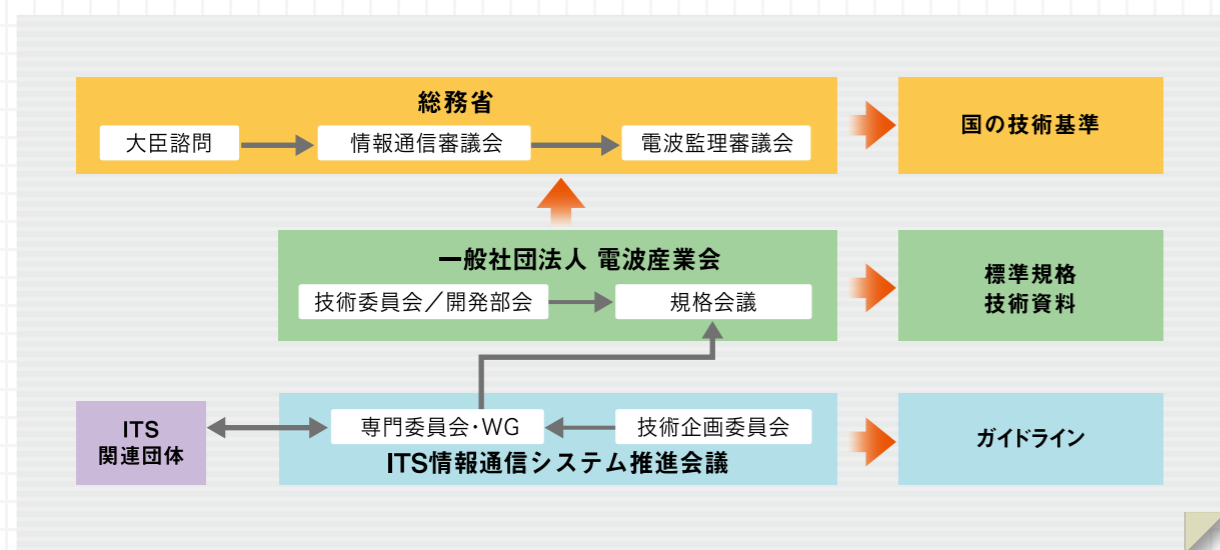 総務省
大臣諮問
情報通信審議会
電波監理審議会
国の技術基準
一般社団法人 電波産業会
技術委員会／開発部会
規格会議
標準規格
技術資料
ITS
関連団体
専門委員会・WG
技術企画委員会
ITS情報通信システム推進会議
ガイドライン